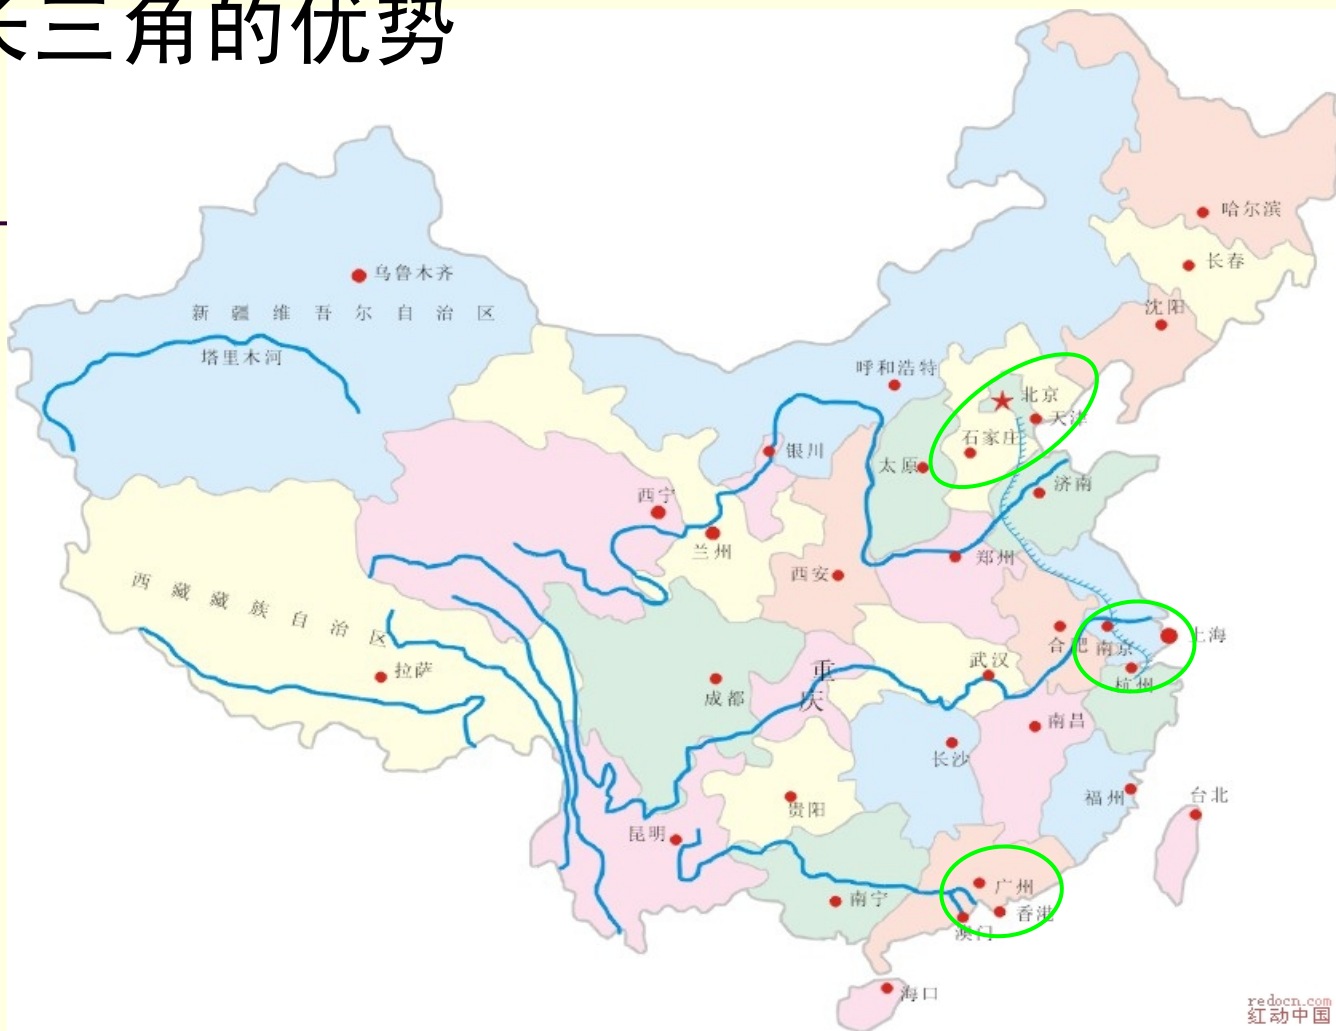 长三角的优势
哈尔滨
长春
沈阳
乌鲁木齐
新疆维吾尔自治区
塔里木河
呼和浩特
北京
天津
石家庄
银川
太原
济南
西宁
兰州
郑州
西安
西藏藏族自治区
合肥
南京
上海
拉萨
武汉
杭州
重庆
成都
南昌
长沙
福州
台北
贵阳
昆明
广州
南宁
香港
澳门
海口
redocn.com
红动中国